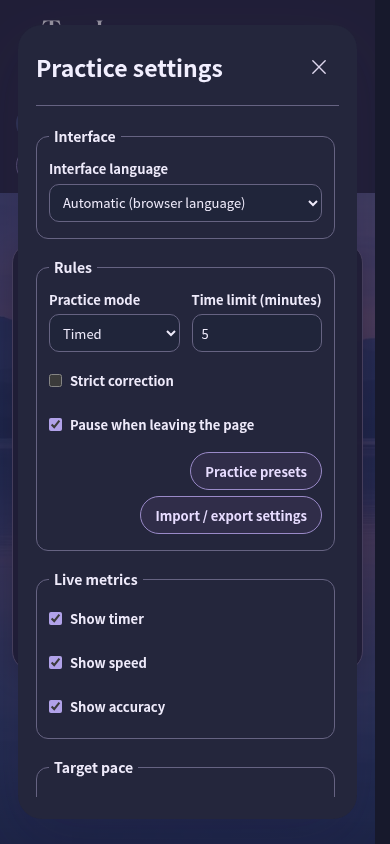 Practice settings
Interface
Interface language
Automatic (browser language)
Rules
Practice mode
Time limit (minutes)
Timed
5
Strict correction
Pause when leaving the page
Practice presets
Import / export settings
Live metrics
Show timer
Show speed
Show accuracy
Target pace